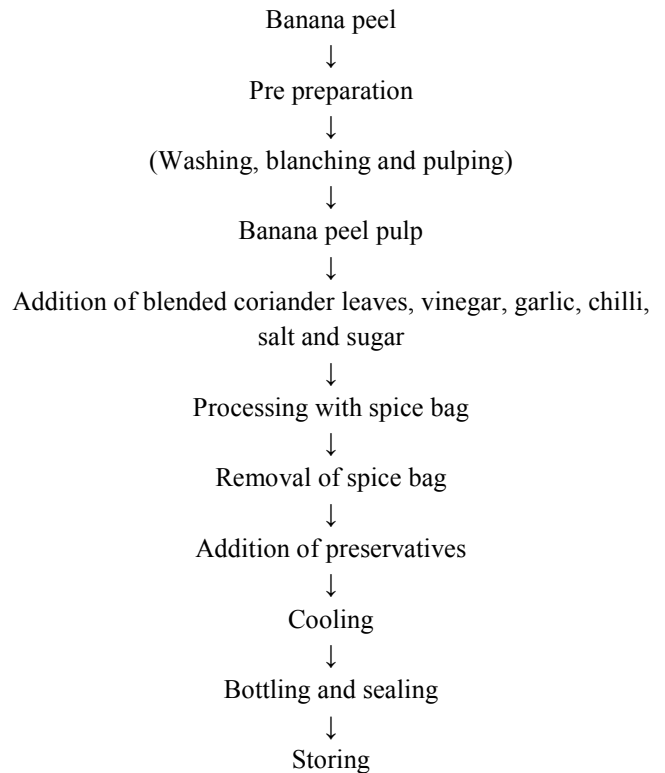 Banana peel
↓
Pre preparation
↓
(Washing, blanching and pulping)
↓
Banana peel pulp
↓
Addition of blended coriander leaves, vinegar, garlic, chilli,
salt and sugar
↓
Processing with spice bag
↓
Removal of spice bag
↓
Addition of preservatives
↓
Cooling
↓
Bottling and sealing
↓
Storing